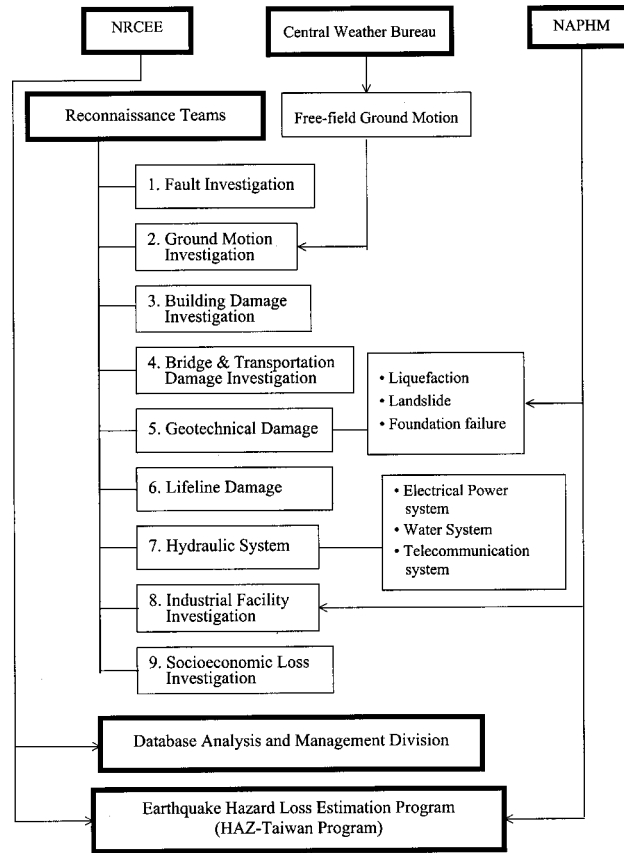 NRCEE
Central Weather Bureau
NAPHM
Reconnaissance Teams
Free-field Ground Motion
1. Fault Investigation
2. Ground Motion
Investigation
3. Building Damage
Investigation
4. Bridge & Transportation
Damage Investigation
• Liquefaction
• Landslide
• Foundation failure
5. Geotechnical Damage
6. Lifeline Damage
• Electrical Power
system
• Water System
• Telecommunication
system
7. Hydraulic System
8. Industrial Facility
Investigation
9. Socioeconomic Loss
Investigation
Database Analysis and Management Division
Earthquake Hazard Loss Estimation Program
(HAZ-Taiwan Program)